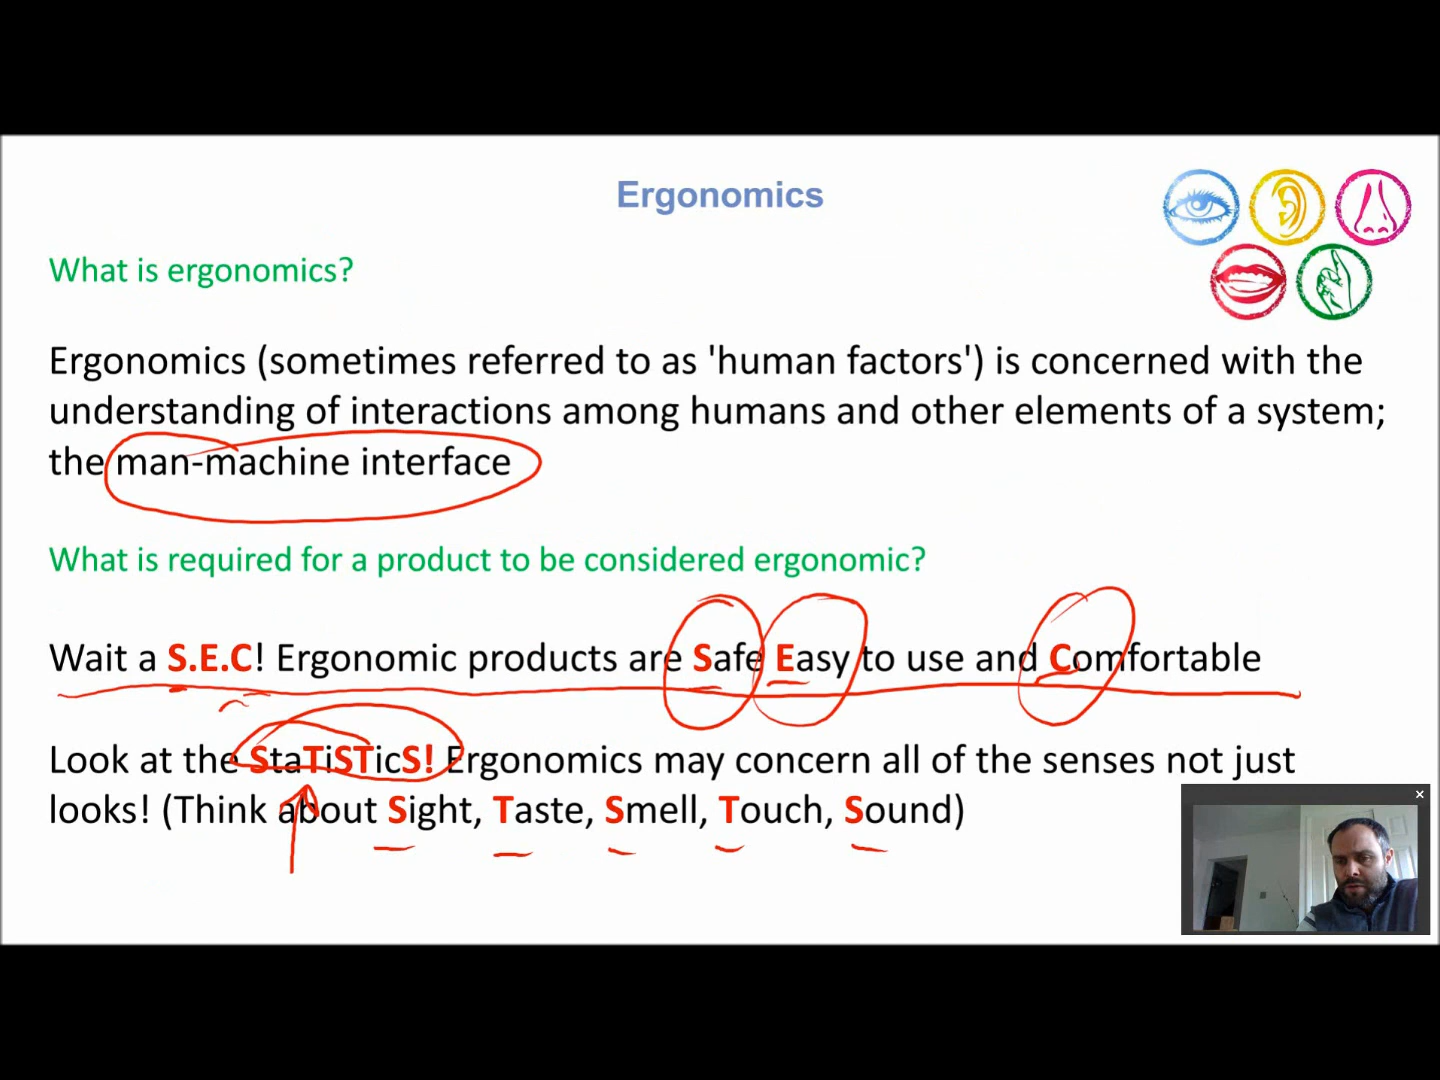 Ergonomics
What is ergonomics?
Ergonomics (sometimes referred to as 'human factors') is concerned with the
understanding of interactions among humans and other elements of a system;
the man-machine interface
What is required for a product to be considered ergonomic?
Wait a S.E.C! Ergonomic products are Safe Easy to use and Comfortable
Look at the StaTiSTicS! Ergonomics may concern all of the senses not just
looks! (Think about Sight, Taste, Smell, Touch, Sound)